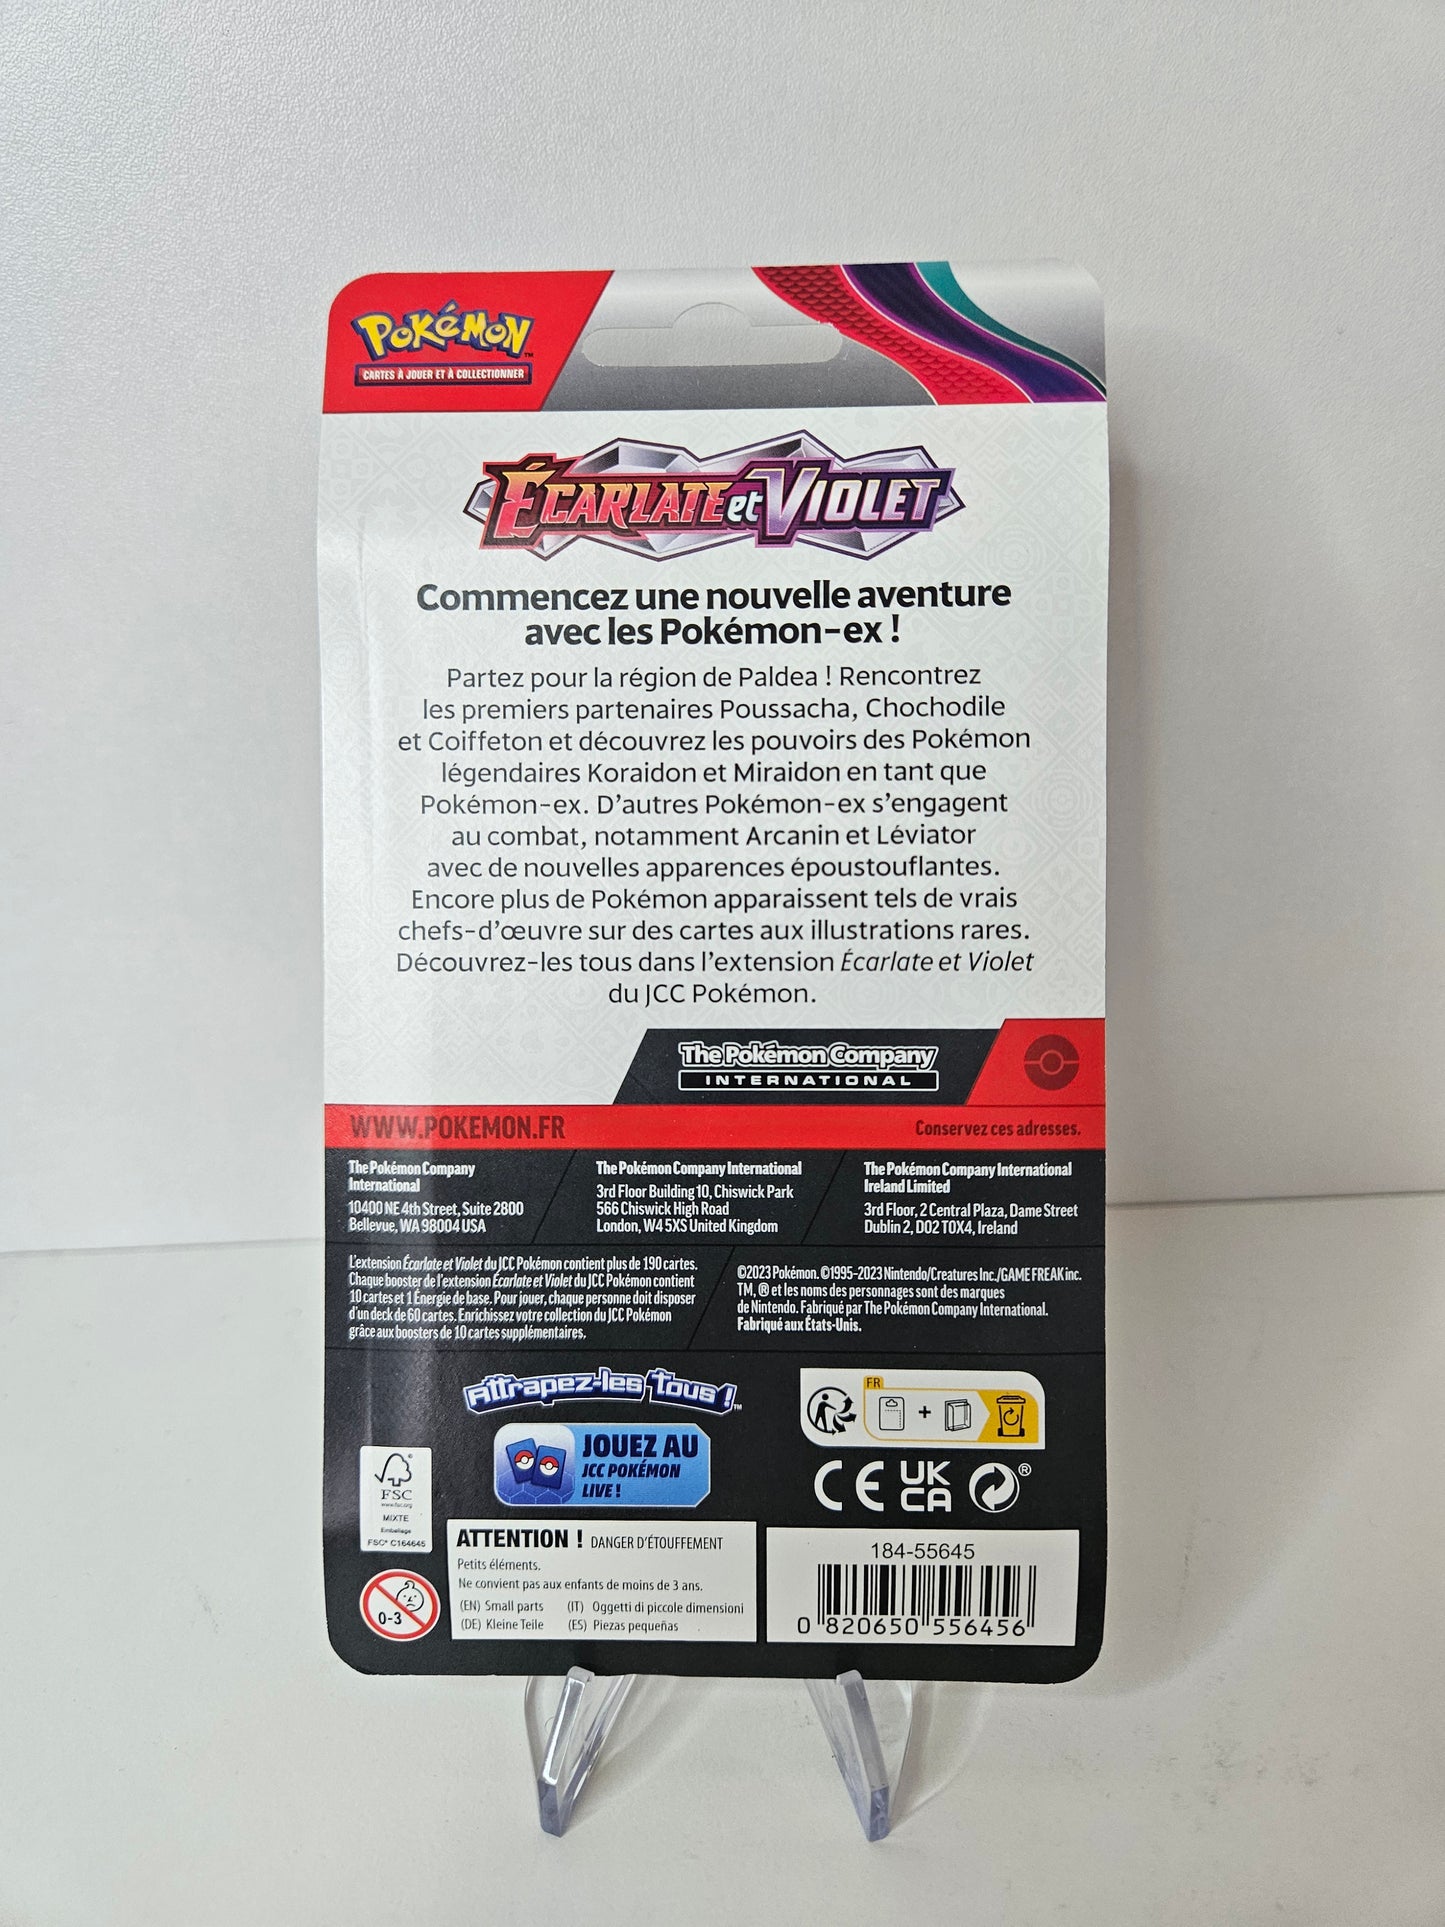 POKéMON™
CARTES À JOUER ET À COLLECTIONNER
ÉCARLATE et VIOLET
Commencez une nouvelle aventure
avec les Pokémon-ex !
Partez pour la région de Paldea ! Rencontrez
les premiers partenaires Poussacha, Chochodile
et Coiffeton et découvrez les pouvoirs des Pokémon
légendaires Koraidon et Miraidon en tant que
Pokémon-ex. D’autres Pokémon-ex s’engagent
au combat, notamment Arcanin et Léviator
avec de nouvelles apparences époustouflantes.
Encore plus de Pokémon apparaissent tels de vrais
chefs-d’œuvre sur des cartes aux illustrations rares.
Découvrez-les tous dans l’extension Écarlate et Violet
du JCC Pokémon.
The Pokémon Company
INTERNATIONAL
WWW.POKEMON.FR
Conservez ces adresses.
The Pokémon Company
International
10400 NE 4th Street, Suite 2800
Bellevue, WA 98004 USA
The Pokémon Company International
3rd Floor Building 10, Chiswick Park
566 Chiswick High Road
London, W4 5XS United Kingdom
The Pokémon Company International
Ireland Limited
3rd Floor, 2 Central Plaza, Dame Street
Dublin 2, D02 T0X4, Ireland
L’extension Écarlate et Violet du JCC Pokémon contient plus de 190 cartes.
Chaque booster de l’extension Écarlate et Violet du JCC Pokémon contient
10 cartes et 1 Énergie de base. Pour jouer, chaque personne doit disposer
d’un deck de 60 cartes. Enrichissez votre collection du JCC Pokémon
grâce aux boosters de 10 cartes supplémentaires.
©2023 Pokémon. ©1995–2023 Nintendo/Creatures Inc./GAME FREAK inc.
TM, ® et les noms des personnages sont des marques
de Nintendo. Fabriqué par The Pokémon Company International.
Fabriqué aux États-Unis.
Attrapez-les Tous !™
JOUEZ AU
JCC POKÉMON
LIVE !
FR
+
CE UK CA ®
FSC
www.fsc.org
MIXTE
Emballage
FSC® C164645
0-3
ATTENTION ! DANGER D’ÉTOUFFEMENT
Petits éléments.
Ne convient pas aux enfants de moins de 3 ans.
(EN) Small parts (IT) Oggetti di piccole dimensioni
(DE) Kleine Teile (ES) Piezas pequeñas
184-55645
0 820650 556456